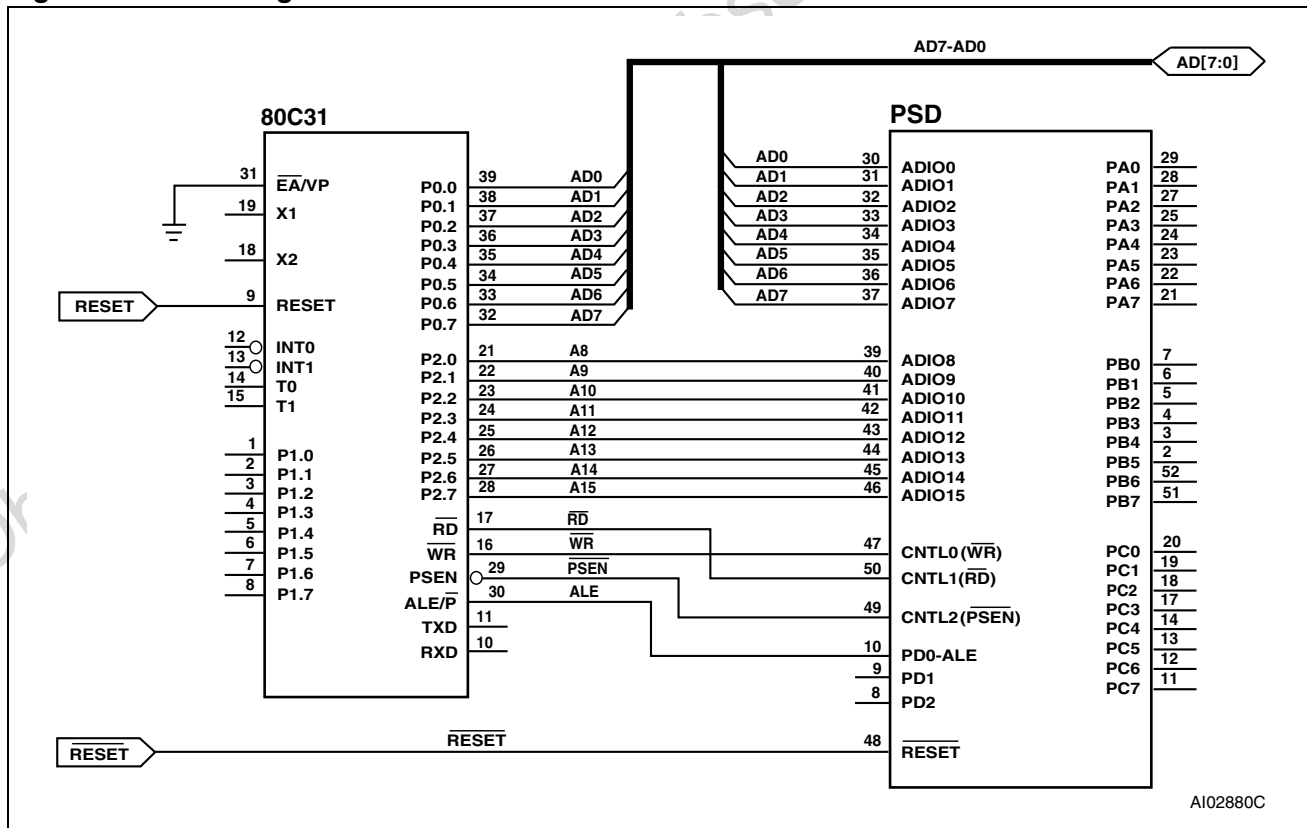 AD7-AD0
AD[7:0]
80C31
PSD
31 EA/VP
19 X1
18 X2
RESET 9 RESET
12 INT0
13 INT1
14 T0
15 T1
1 P1.0
2 P1.1
3 P1.2
4 P1.3
5 P1.4
6 P1.5
7 P1.6
8 P1.7
P0.0 39 AD0
P0.1 38 AD1
P0.2 37 AD2
P0.3 36 AD3
P0.4 35 AD4
P0.5 34 AD5
P0.6 33 AD6
P0.7 32 AD7
P2.0 21 A8
P2.1 22 A9
P2.2 23 A10
P2.3 24 A11
P2.4 25 A12
P2.5 26 A13
P2.6 27 A14
P2.7 28 A15
RD 17 RD
WR 16 WR
PSEN 29 PSEN
ALE/P 30 ALE
TXD 11
RXD 10
AD0 30 ADIO0
AD1 31 ADIO1
AD2 32 ADIO2
AD3 33 ADIO3
AD4 34 ADIO4
AD5 35 ADIO5
AD6 36 ADIO6
AD7 37 ADIO7
39 ADIO8
40 ADIO9
41 ADIO10
42 ADIO11
43 ADIO12
44 ADIO13
45 ADIO14
46 ADIO15
47 CNTL0(WR)
50 CNTL1(RD)
49 CNTL2(PSEN)
10 PD0-ALE
9 PD1
8 PD2
48 RESET
PA0 29
PA1 28
PA2 27
PA3 25
PA4 24
PA5 23
PA6 22
PA7 21
PB0 7
PB1 6
PB2 5
PB3 4
PB4 3
PB5 2
PB6 52
PB7 51
PC0 20
PC1 19
PC2 18
PC3 17
PC4 14
PC5 13
PC6 12
PC7 11
RESET RESET
AI02880C